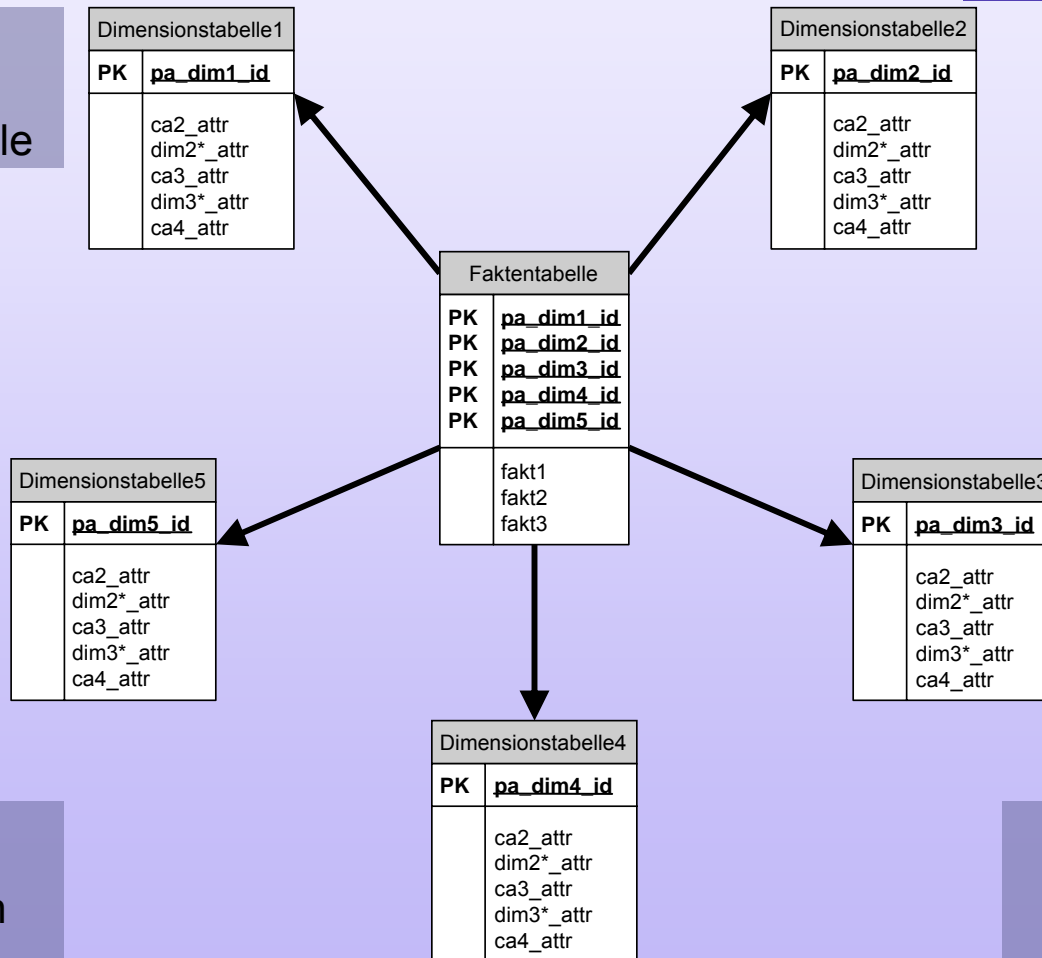 le
Dimensionstabelle1
PK pa_dim1_id
ca2_attr
dim2*_attr
ca3_attr
dim3*_attr
ca4_attr
Dimensionstabelle2
PK pa_dim2_id
ca2_attr
dim2*_attr
ca3_attr
dim3*_attr
ca4_attr
Faktentabelle
PK pa_dim1_id
PK pa_dim2_id
PK pa_dim3_id
PK pa_dim4_id
PK pa_dim5_id
fakt1
fakt2
fakt3
Dimensionstabelle5
PK pa_dim5_id
ca2_attr
dim2*_attr
ca3_attr
dim3*_attr
ca4_attr
Dimensionstabelle3
PK pa_dim3_id
ca2_attr
dim2*_attr
ca3_attr
dim3*_attr
ca4_attr
Dimensionstabelle4
PK pa_dim4_id
ca2_attr
dim2*_attr
ca3_attr
dim3*_attr
ca4_attr